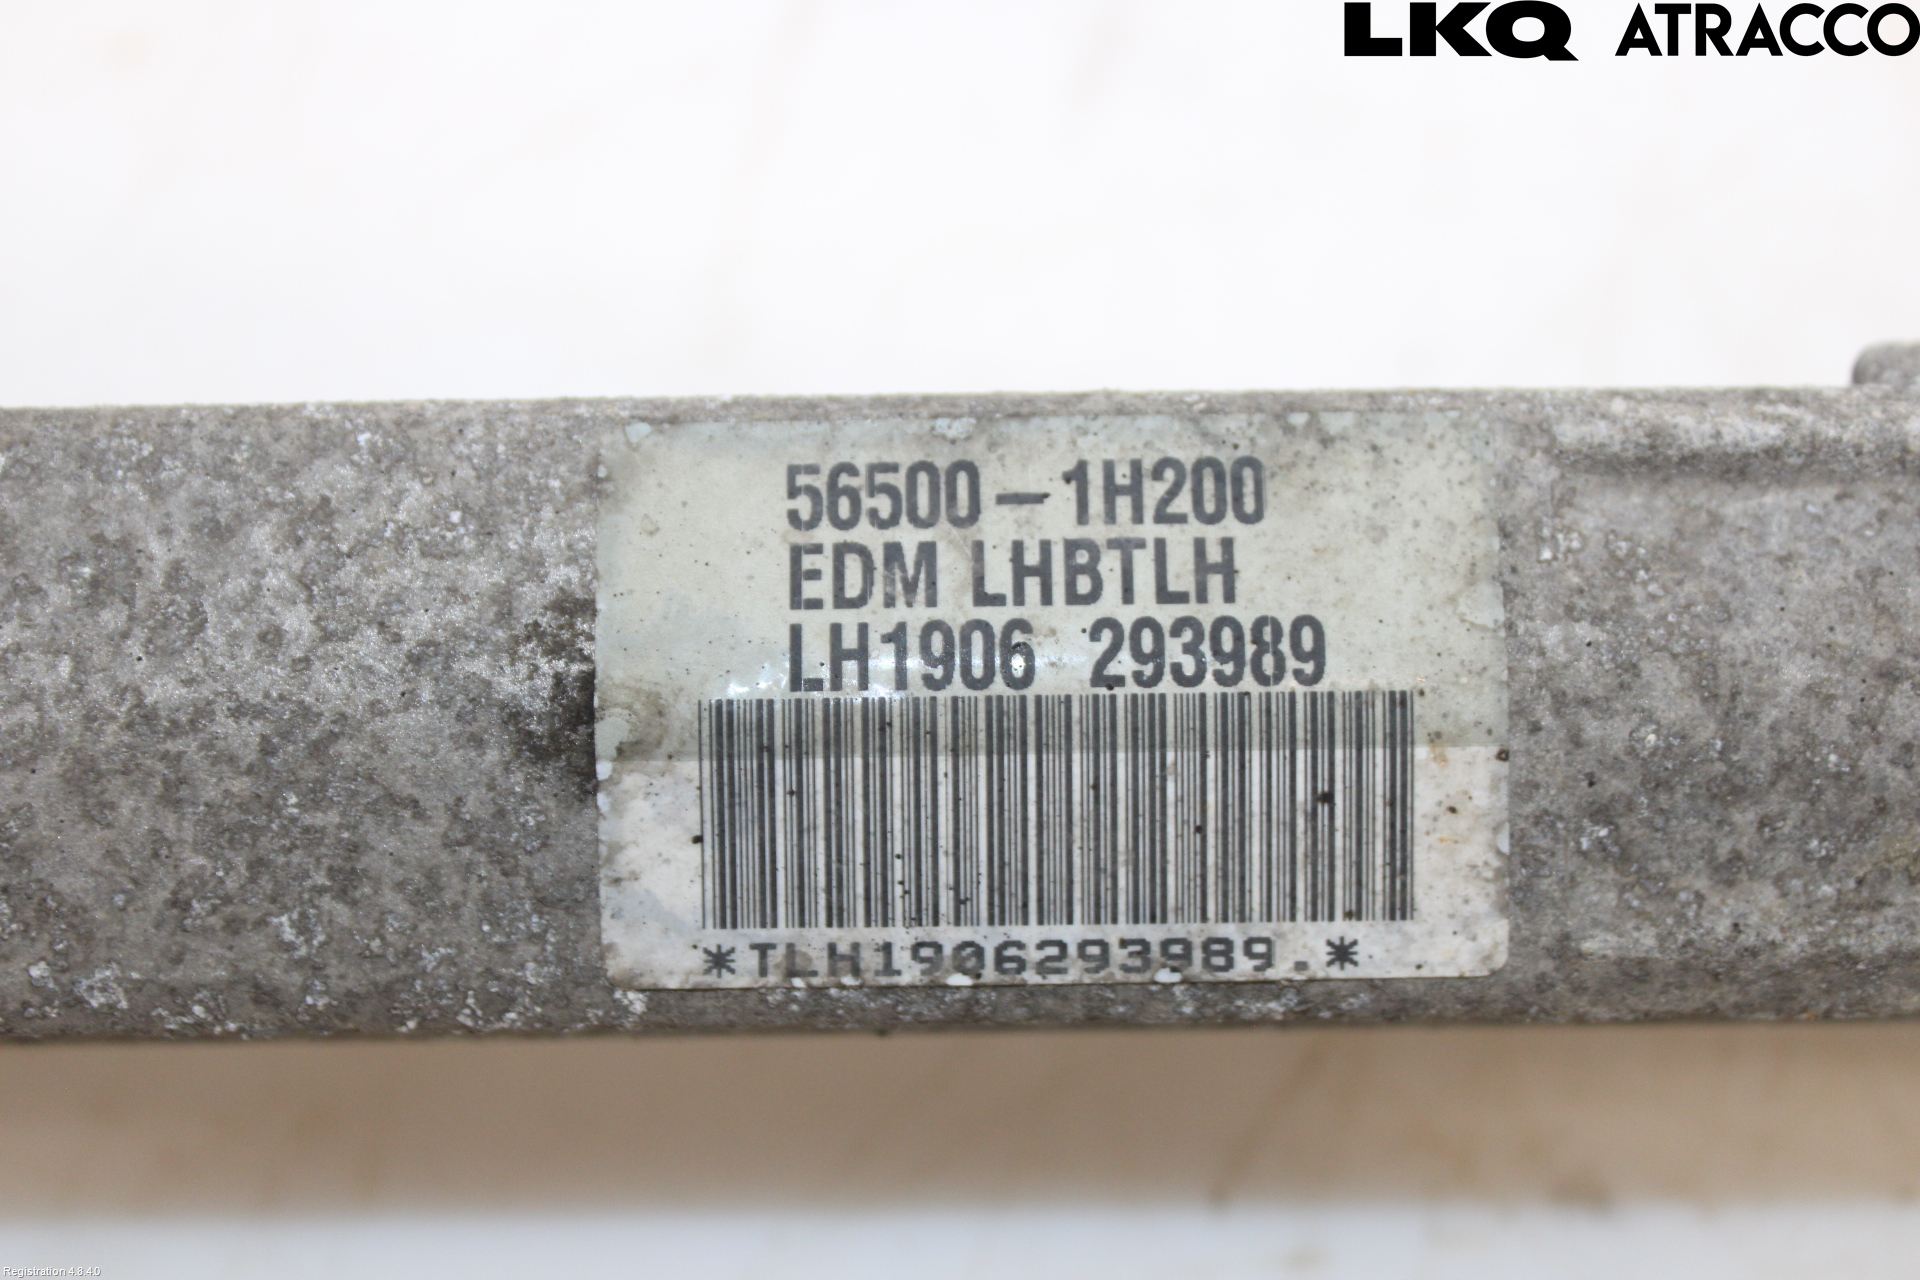 LKQ ATRACCO
56500-1H200
EDM LHBTLH
LH1906 293989
*TLH1906293989.*
Registration 4.8.4.0